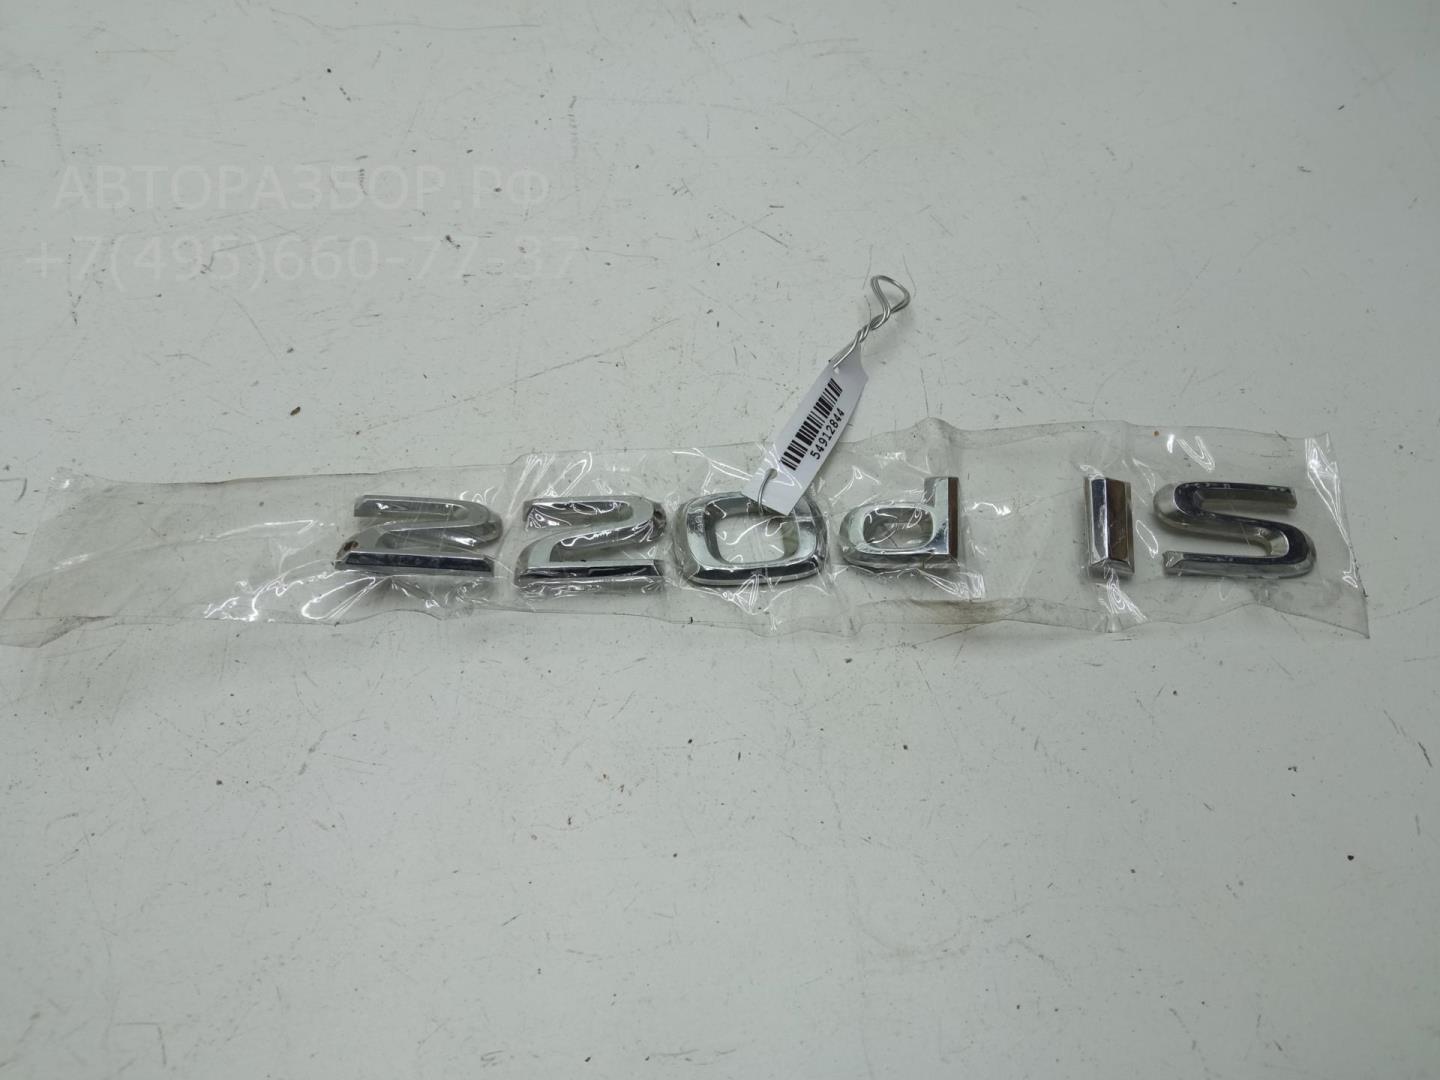 АВТОРАЗБОР.РФ
+7(495)660-77-37
54912844
220d IS